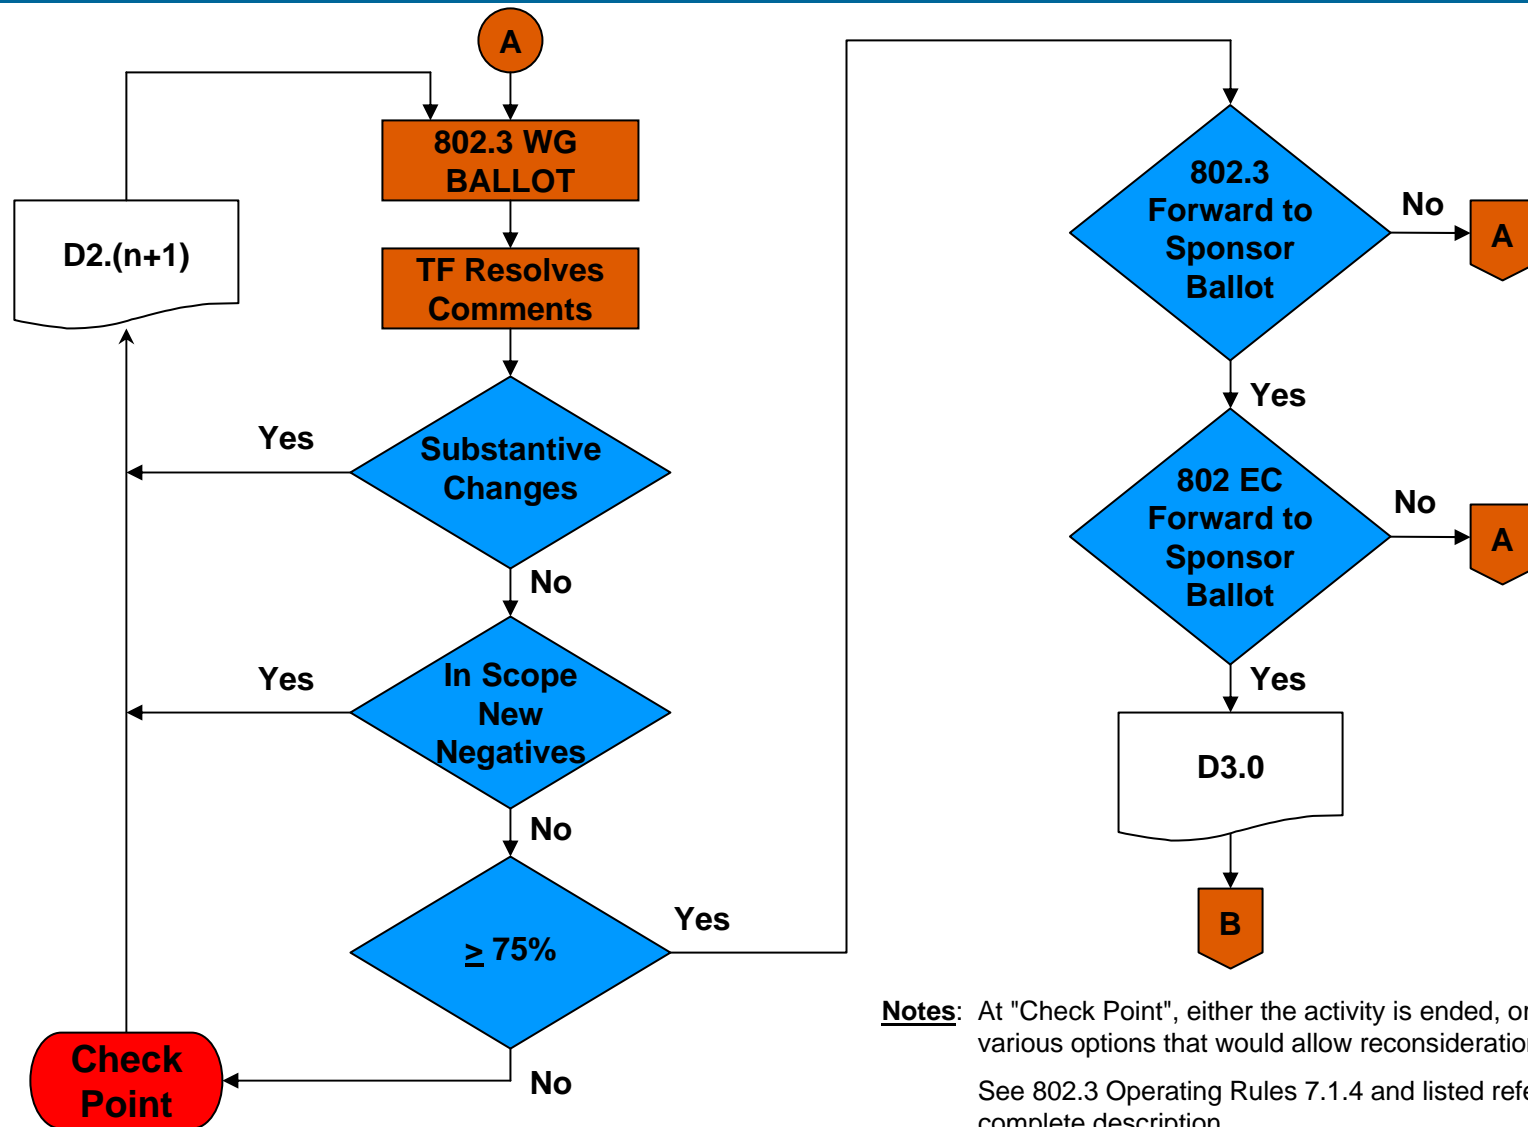 A
802.3 WG
BALLOT
D2.(n+1)
TF Resolves
Comments
Yes
Substantive
Changes
No
Yes
In Scope
New
Negatives
No
≥ 75%
Yes
No
Check
Point
802.3
Forward to
Sponsor
Ballot
No
A
Yes
802 EC
Forward to
Sponsor
Ballot
No
A
Yes
D3.0
B
Notes: At "Check Point", either the activity is ended, or
various options that would allow reconsideration
See 802.3 Operating Rules 7.1.4 and listed
complete description